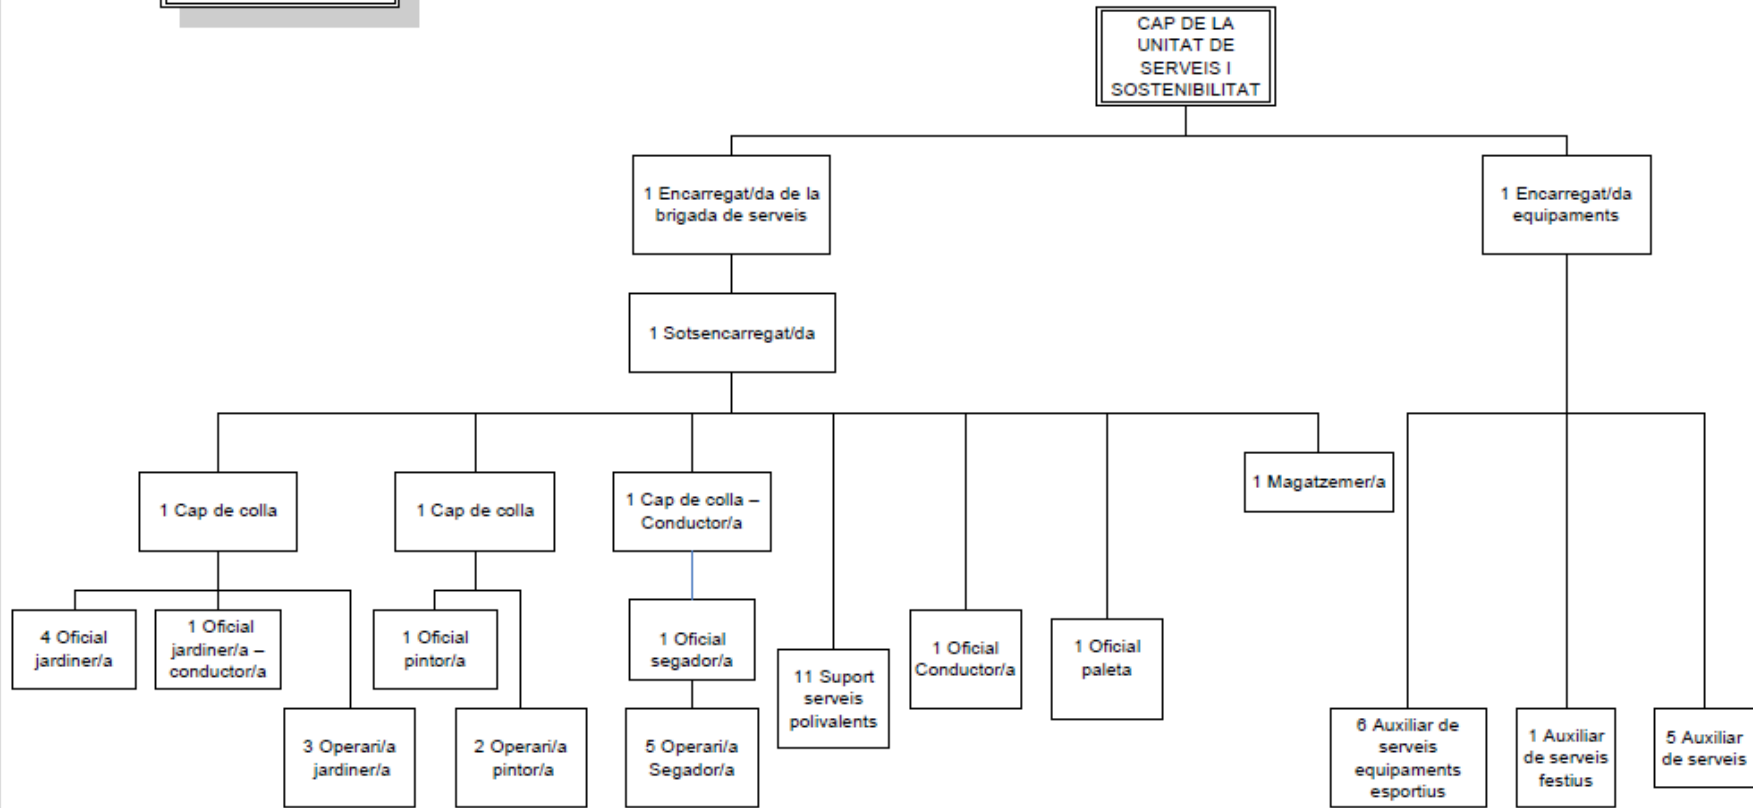 CAP DE LA
UNITAT DE
SERVEIS I
SOSTENIBILITAT
1 Encarregat/da de la
brigada de serveis
1 Encarregat/da
equipaments
1 Sotsencarregat/da
1 Cap de colla
1 Cap de colla
1 Cap de colla –
Conductor/a
1 Magatzemer/a
4 Oficial
jardiner/a
1 Oficial
jardiner/a –
conductor/a
1 Oficial
pintor/a
1 Oficial
segador/a
11 Suport
serveis
polivalents
1 Oficial
Conductor/a
1 Oficial
paleta
3 Operari/a
jardiner/a
2 Operari/a
pintor/a
5 Operari/a
Segador/a
6 Auxiliar de
serveis
equipaments
esportius
1 Auxiliar
de serveis
festius
5 Auxiliar
de serveis